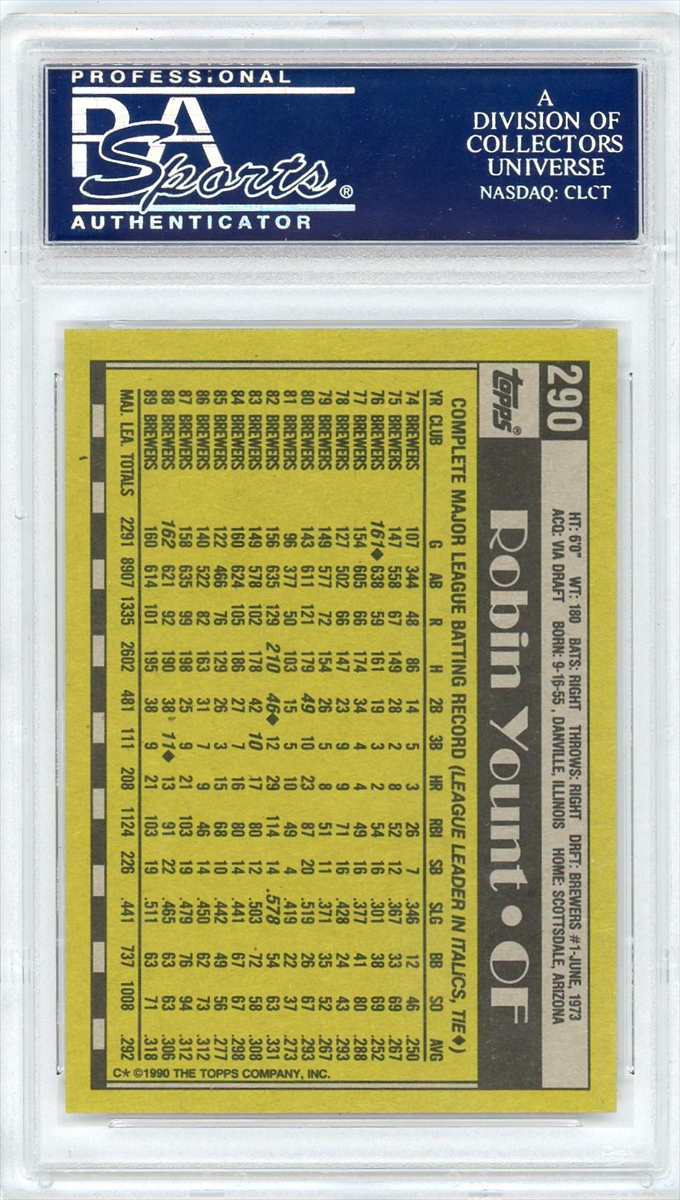 PROFESSIONAL
PSA
Sports®
AUTHENTICATOR
A
DIVISION OF
COLLECTORS
UNIVERSE
NASDAQ: CLCT
290
HT: 6'0" WT: 180 BATS: RIGHT THROWS: RIGHT DRFT: BREWERS #1-JUNE, 1973
ACQ: VIA DRAFT BORN: 9-16-55, DANVILLE, ILLINOIS HOME: SCOTTSDALE, ARIZONA
topps® Robin Yount • OF
COMPLETE MAJOR LEAGUE BATTING RECORD (LEAGUE LEADER IN ITALICS, TIE♦)
YR CLUB G AB R H 2B 3B HR RBI SB SLG BB SO AVG
74 BREWERS 107 344 48 86 14 5 3 26 7 .346 12 46 .250
75 BREWERS 147 558 67 149 28 2 8 52 12 .367 33 69 .267
76 BREWERS 161♦ 638 59 161 19 3 2 54 16 .301 38 69 .252
77 BREWERS 154 605 66 174 34 4 4 49 16 .377 41 80 .288
78 BREWERS 127 502 66 147 23 9 9 71 16 .428 24 43 .293
79 BREWERS 149 577 72 154 26 5 8 51 11 .371 35 52 .267
80 BREWERS 143 611 121 179 49 10 23 87 20 .519 26 67 .293
81 BREWERS 96 377 50 103 15 5 10 49 4 .419 22 37 .273
82 BREWERS 156 635 129 210 46♦ 12 29 114 14 .578 54 63 .331
83 BREWERS 149 578 102 178 42 10 17 80 12 .503 72 58 .308
84 BREWERS 160 624 105 186 27 7 16 80 14 .441 67 67 .298
85 BREWERS 122 466 76 129 26 3 15 68 10 .442 49 56 .277
86 BREWERS 140 522 82 163 31 7 9 46 14 .450 62 73 .312
87 BREWERS 158 635 99 198 25 9 21 103 19 .479 76 94 .312
88 BREWERS 162 621 92 190 38 11♦ 13 91 22 .465 63 63 .306
89 BREWERS 160 614 101 195 38 9 21 103 19 .511 63 71 .318
MAJ. LEA. TOTALS 2291 8907 1335 2602 481 111 208 1124 226 .441 737 1008 .292
C* ©1990 THE TOPPS COMPANY, INC.